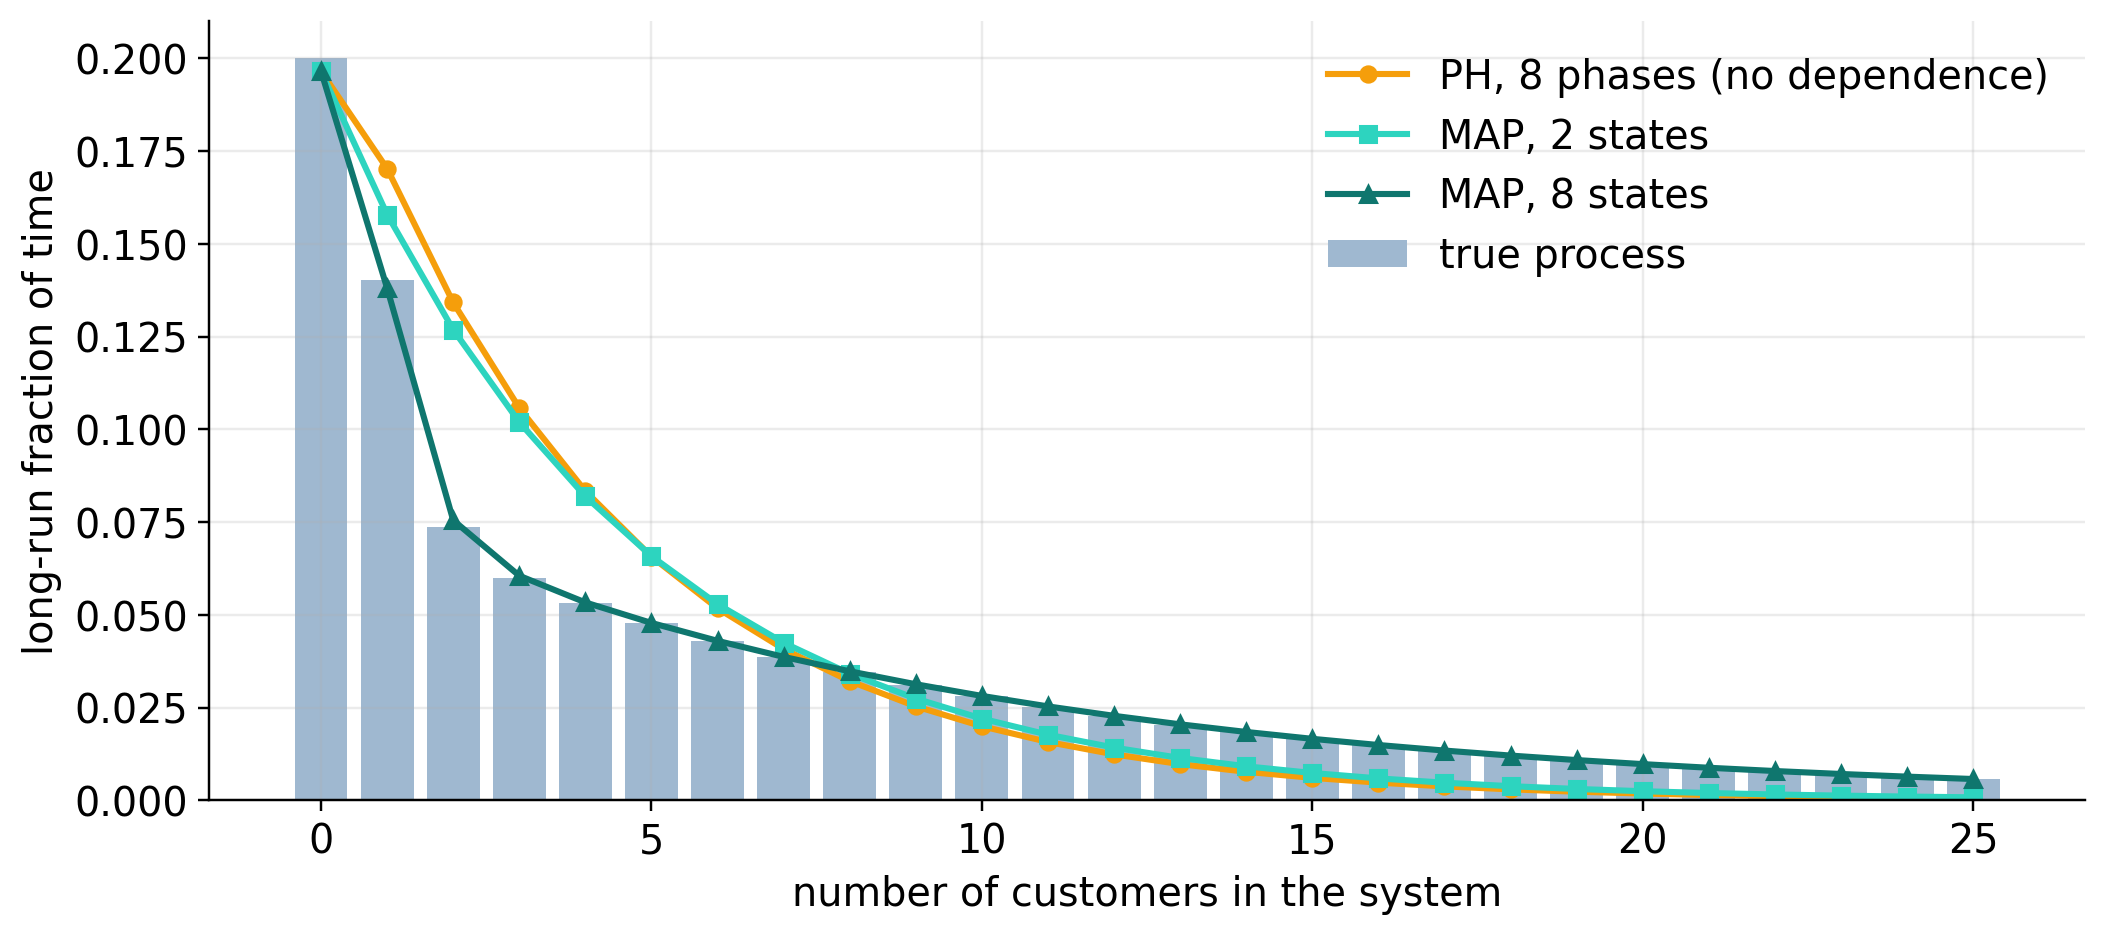 0.200
0.175
0.150
0.125
0.100
0.075
0.050
0.025
0.000
long-run fraction of time
PH, 8 phases (no dependence)
MAP, 2 states
MAP, 8 states
true process
0 5 10 15 20 25
number of customers in the system